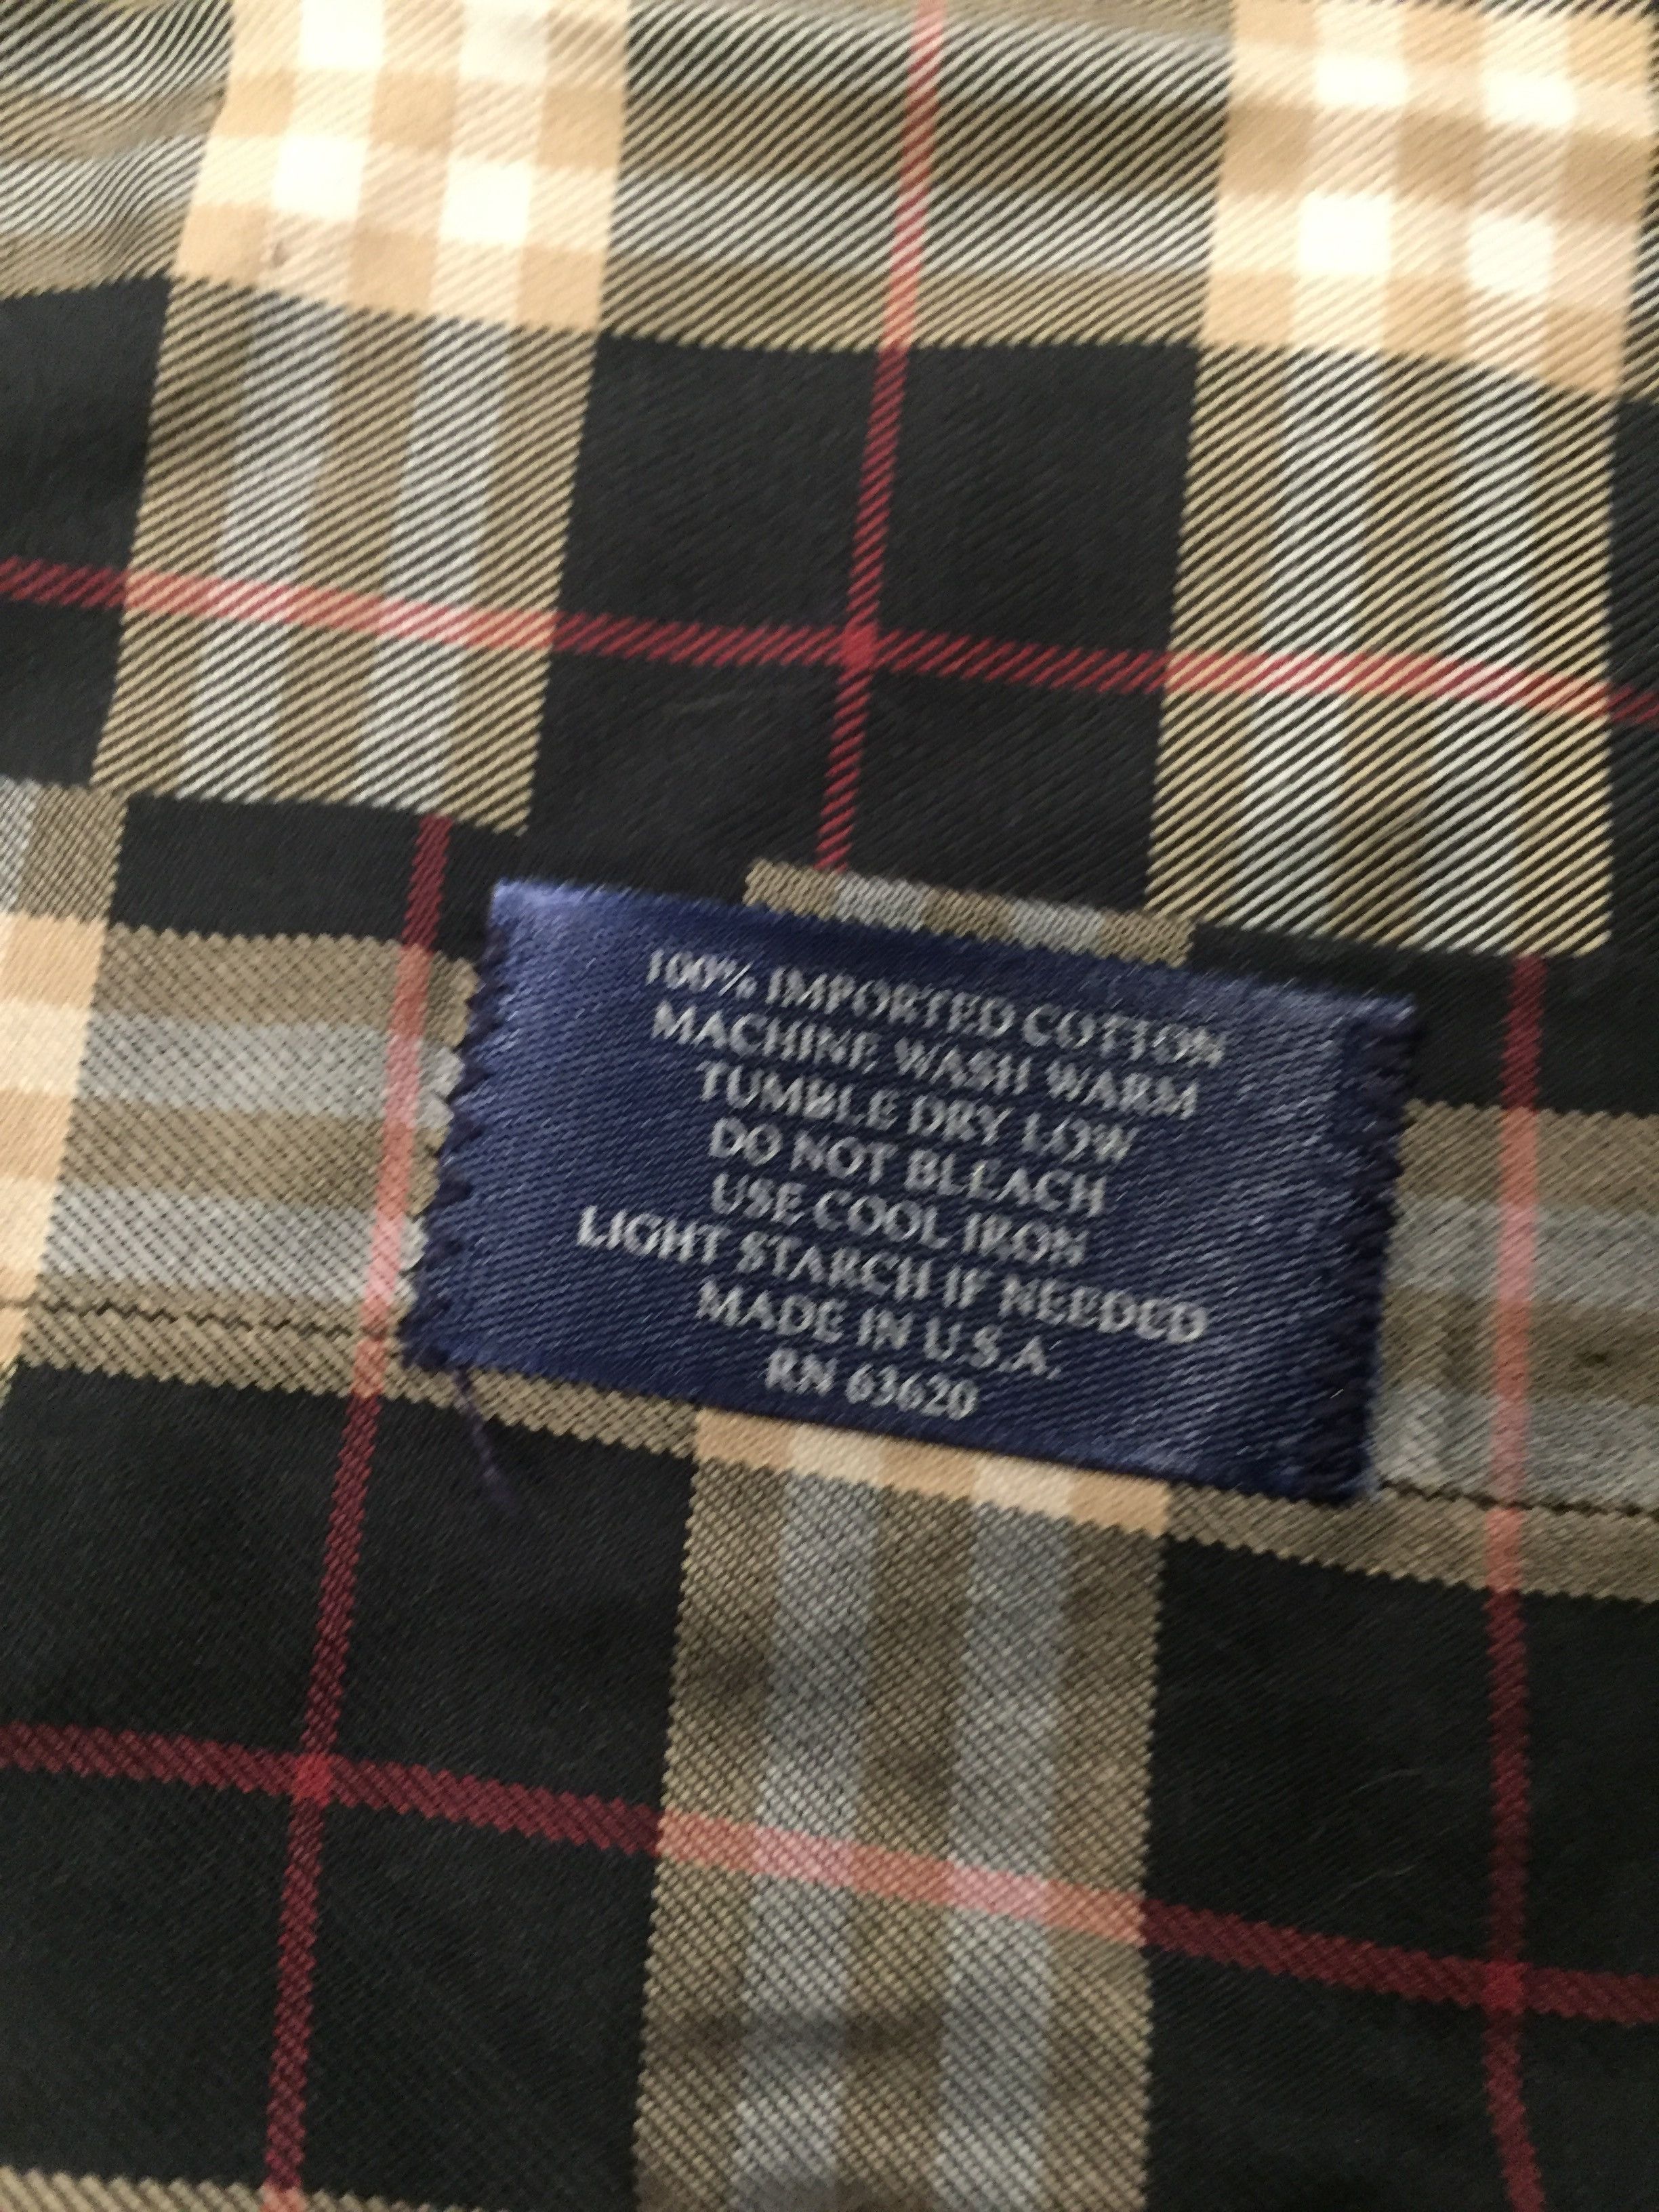 100% IMPORTED COTTON
MACHINE WASH WARM
TUMBLE DRY LOW
DO NOT BLEACH
USE COOL IRON
LIGHT STARCH IF NEEDED
MADE IN U.S.A.
RN 63620